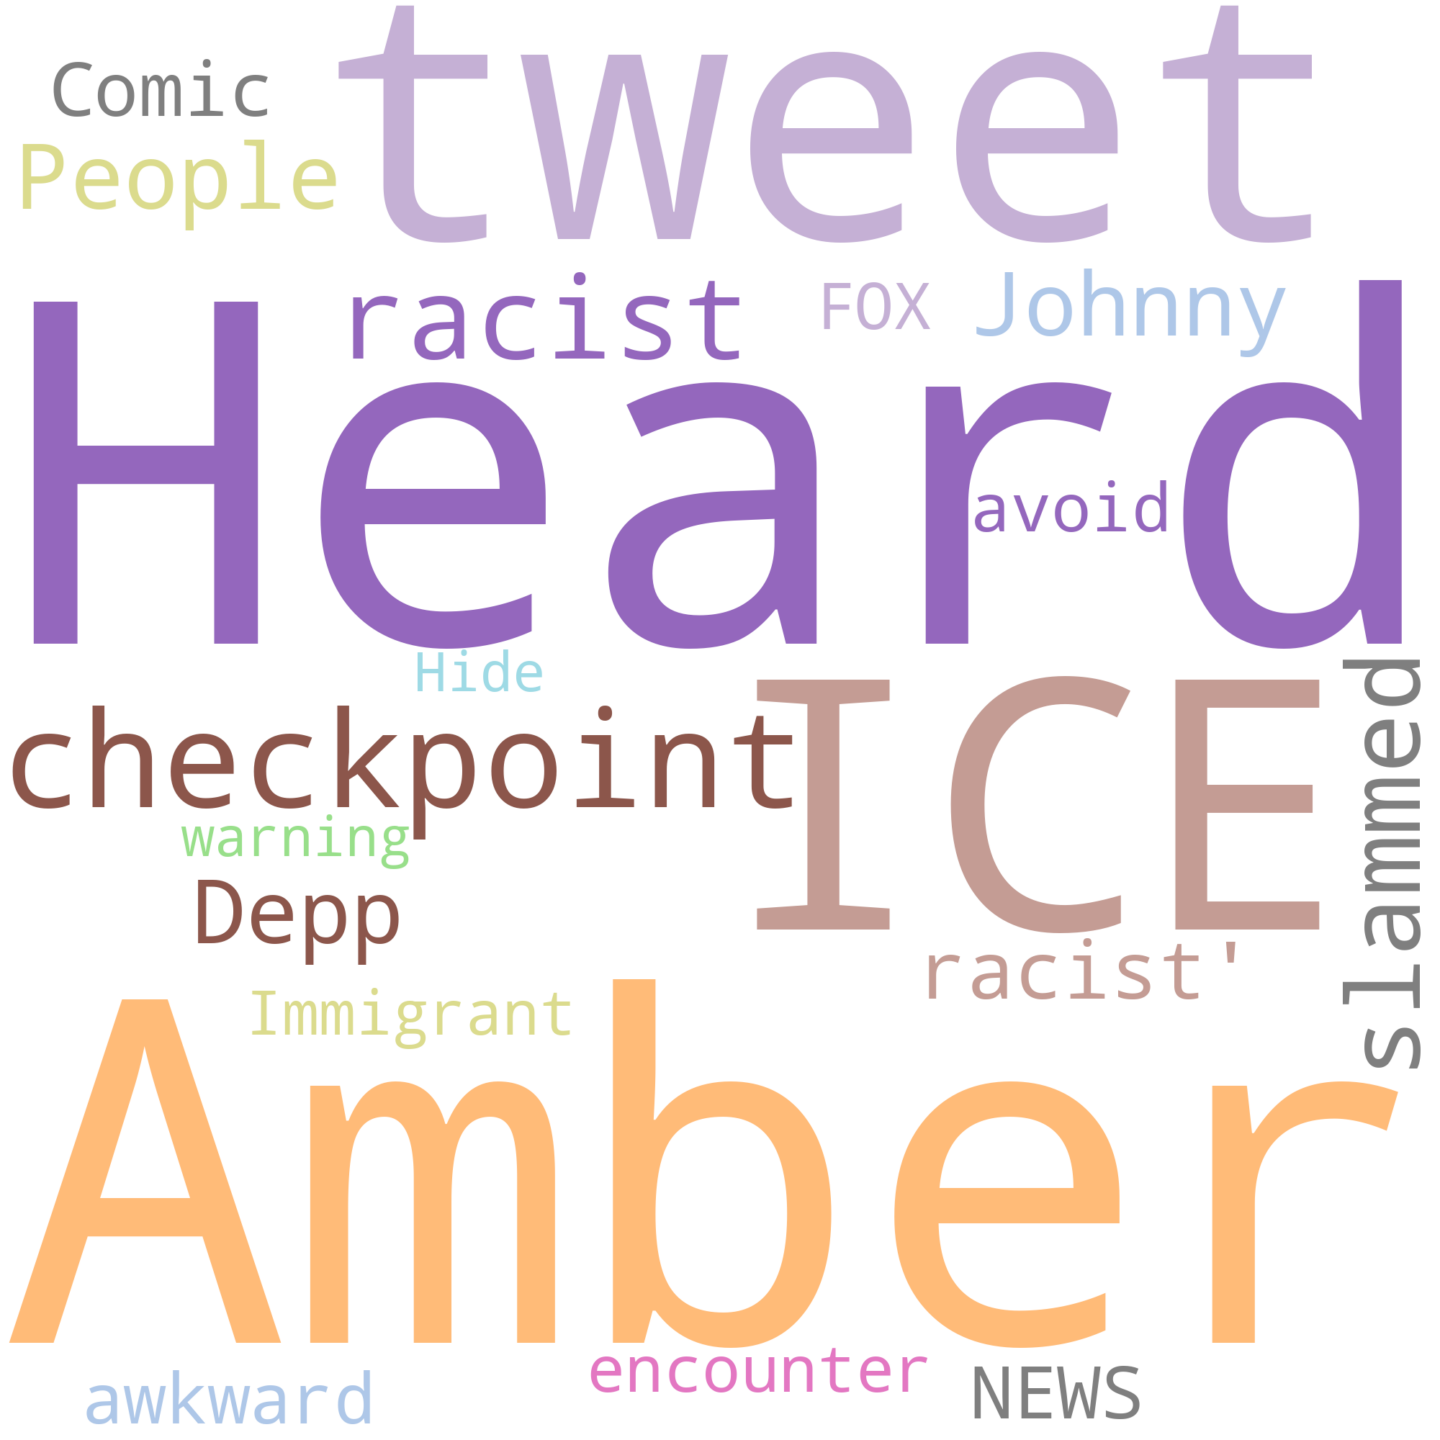 tweet
Comic
People
racist
FOX
Johnny
Heard
avoid
Hide
checkpoint
ICE
slammed
warning
Depp
racist'
Immigrant
Amber
encounter
NEWS
awkward